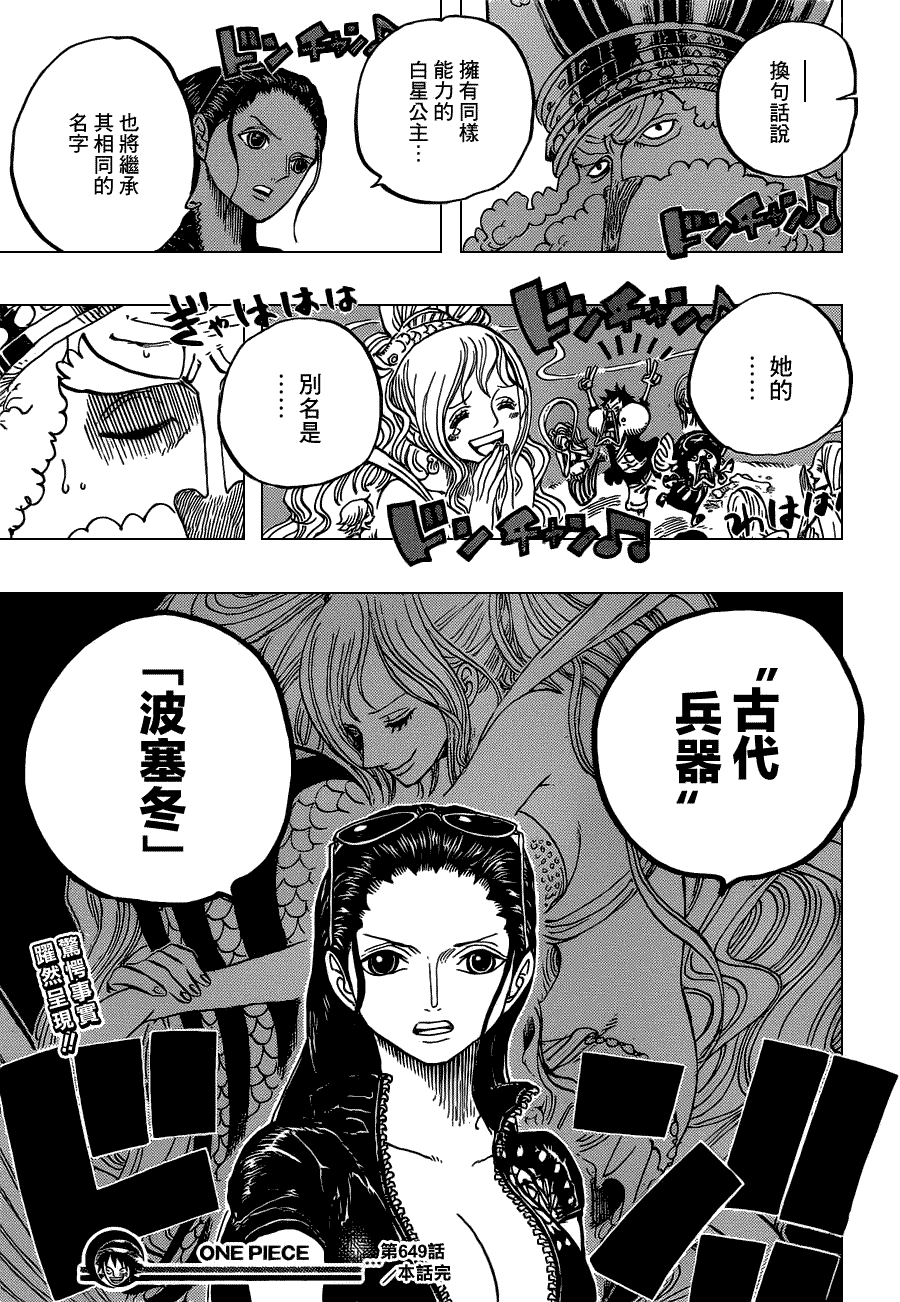 換句話說
ドンチャン♫
擁有同樣
能力的
白星公主…
ドンチャン♪
也將繼承
其相同的
名字
她的
……
ドンチャン♪
わはは
別名是
……
ドンチャン♫
ぎゃはははは
"古代
兵器"
「波塞冬」
驚愕事實
躍然呈現!!
ドン!!
ONE PIECE
第649話
…／本話完